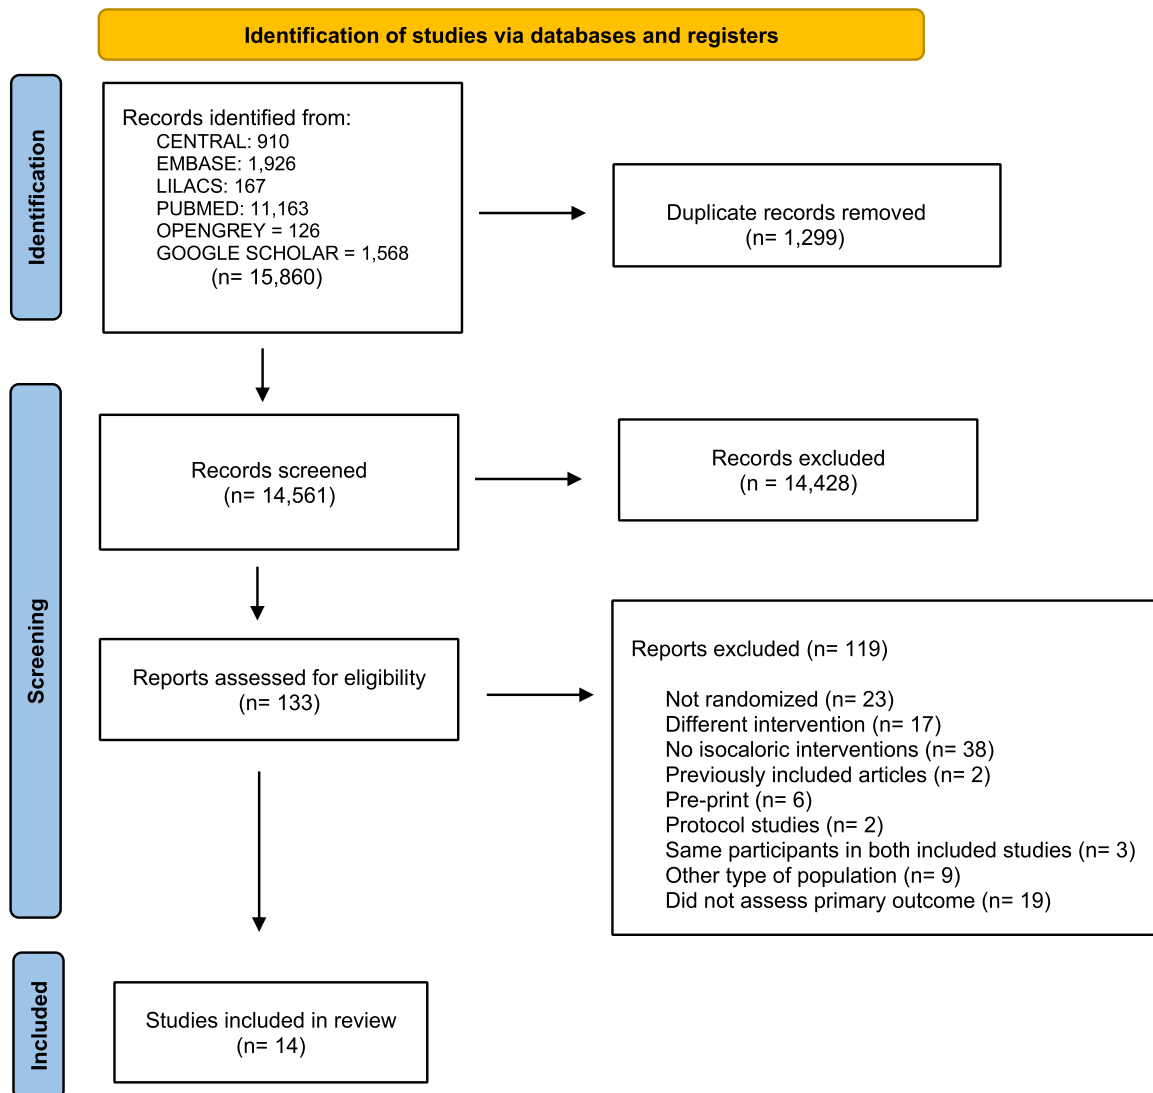 Identification of studies via databases and registers
Identification
Records identified from:
CENTRAL: 910
EMBASE: 1,926
LILACS: 167
PUBMED: 11,163
OPENGREY = 126
GOOGLE SCHOLAR = 1,568
(n= 15,860)
Duplicate records removed
(n= 1,299)
Screening
Records screened
(n= 14,561)
Records excluded
(n = 14,428)
Reports assessed for eligibility
(n= 133)
Reports excluded (n= 119)
Not randomized (n= 23)
Different intervention (n= 17)
No isocaloric interventions (n= 38)
Previously included articles (n= 2)
Pre-print (n= 6)
Protocol studies (n= 2)
Same participants in both included studies (n= 3)
Other type of population (n= 9)
Did not assess primary outcome (n= 19)
Included
Studies included in review
(n= 14)